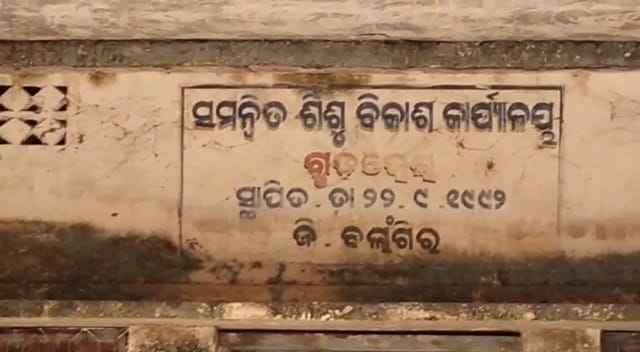 ସମନ୍ୱିତ ଶିଶୁ ବିକାଶ କାର୍ଯ୍ୟାଳୟ
ସ୍ଥାପିତ . ତା ୨୨. ୯ .୧୯୯୨
ଜି . ବଲାଂଗିର